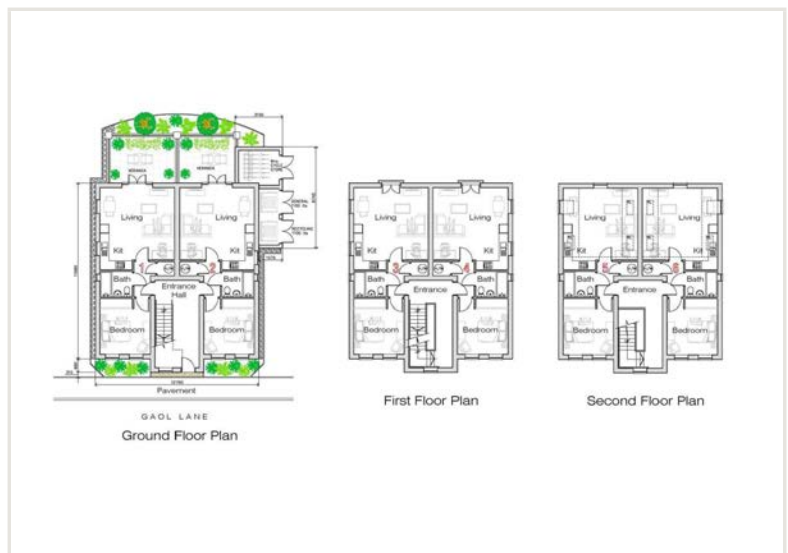 Living
Living
Kit
Kit
1
2
Bath
Bath
Entrance
Hall
Bedroom
Bedroom
Pavement
GAOL LANE
Ground Floor Plan
Living
Living
Kit
Kit
3
4
Bath
Bath
Entrance
Bedroom
Bedroom
First Floor Plan
Living
Living
Kit
Kit
5
6
Bath
Bath
Entrance
Bedroom
Bedroom
Second Floor Plan